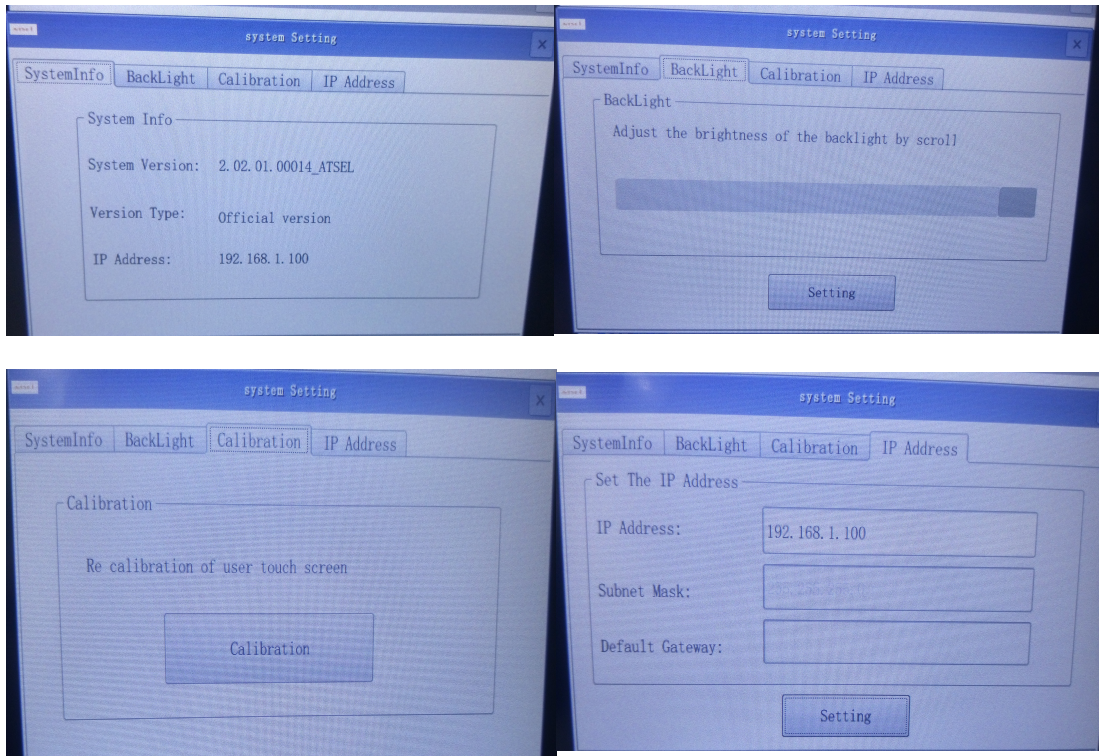 system Setting
SystemInfo BackLight Calibration IP Address
System Info
System Version: 2.02.01.00014_ATSEL
Version Type: Official version
IP Address: 192.168.1.100
system Setting
SystemInfo BackLight Calibration IP Address
BackLight
Adjust the brightness of the backlight by scroll
Setting
system Setting
SystemInfo BackLight Calibration IP Address
Calibration
Re calibration of user touch screen
Calibration
system Setting
SystemInfo BackLight Calibration IP Address
Set The IP Address
IP Address: 192.168.1.100
Subnet Mask:
Default Gateway:
Setting